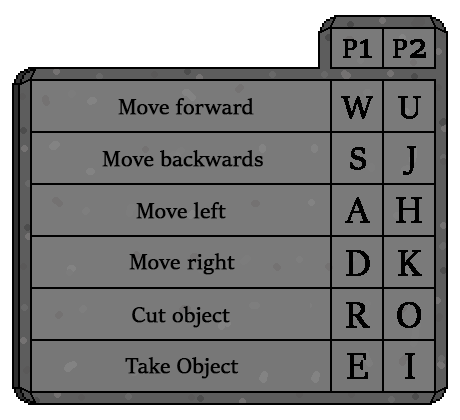 P1 P2
Move forward W U
Move backwards S J
Move left A H
Move right D K
Cut object R O
Take Object E I